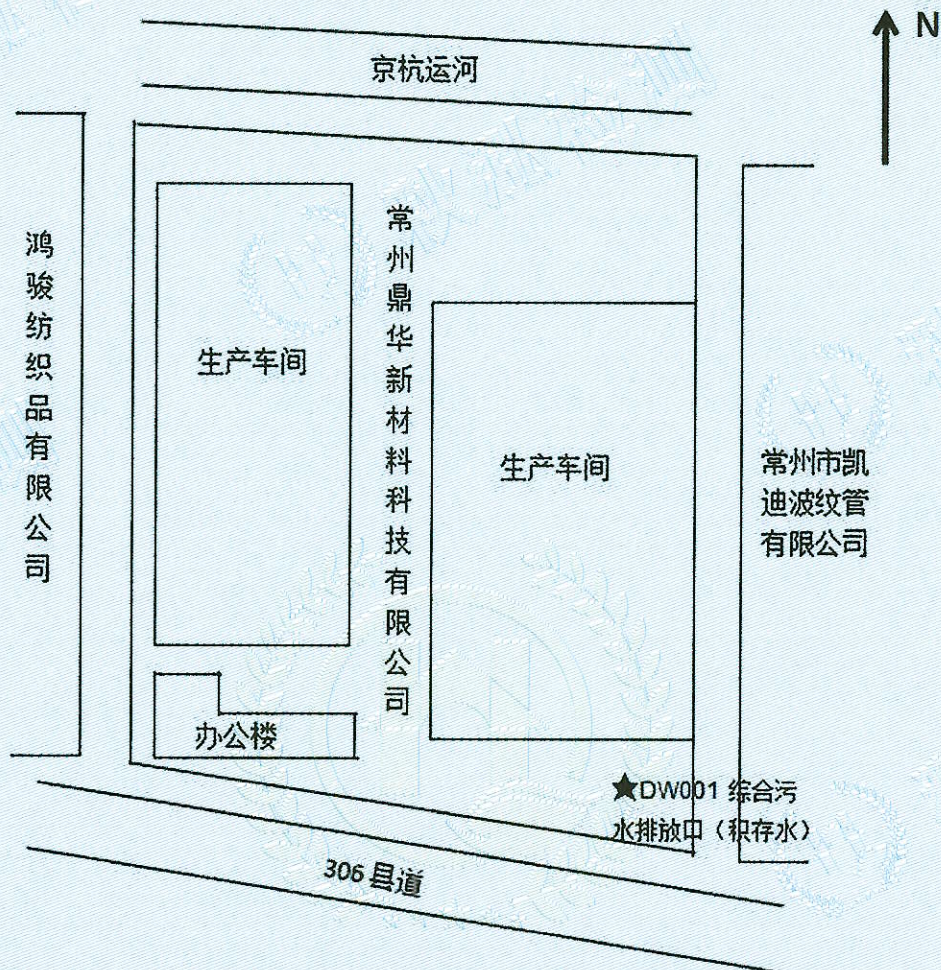 N
京杭运河
鸿骏纺织品有限公司
常州鼎华新材料科技有限公司
生产车间
生产车间
常州市凯
迪波纹管
有限公司
办公楼
★DW001 综合污
水排放口（积存水）
306 县道